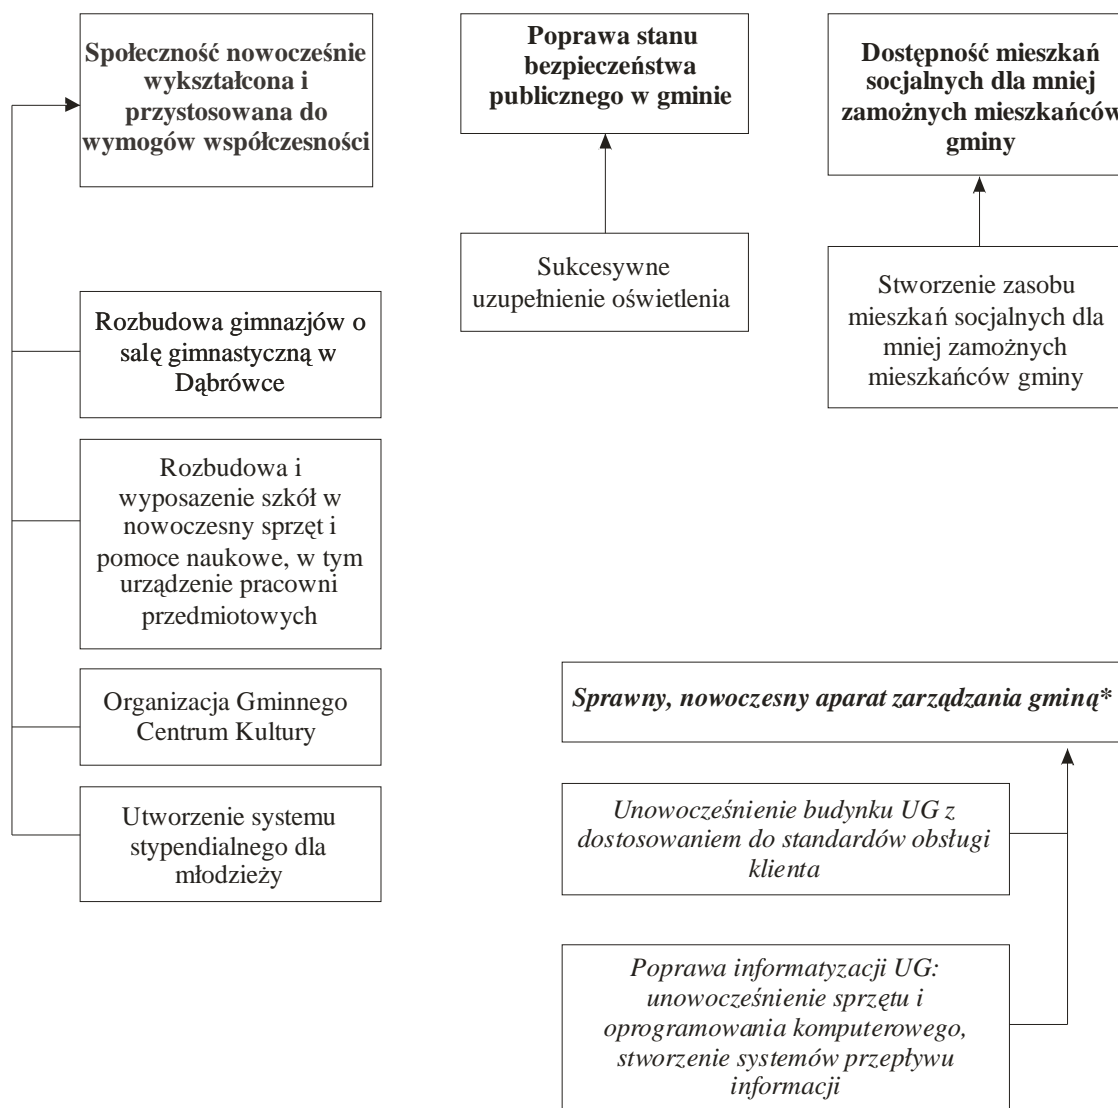 Społeczność nowocześnie
wykształcona i
przystosowana do
wymogów współczesności
Poprawa stanu
bezpieczeństwa
publicznego w gminie
Dostępność mieszkań
socjalnych dla mniej
zamożnych mieszkańców
gminy
Sukcesywne
uzupełnienie oświetlenia
Stworzenie zasobu
mieszkań socjalnych dla
mniej zamożnych
mieszkańców gminy
Rozbudowa gimnazjów o
salę gimnastyczną w
Dąbrówce
Rozbudowa i
wyposazenie szkół w
nowoczesny sprzęt i
pomoce naukowe, w tym
urządzenie pracowni
przedmiotowych
Organizacja Gminnego
Centrum Kultury
Utworzenie systemu
stypendialnego dla
młodzieży
Sprawny, nowoczesny aparat zarządzania gminą*
Unowocześnienie budynku UG z
dostosowaniem do standardów obsługi
klienta
Poprawa informatyzacji UG:
unowocześnienie sprzętu i
oprogramowania komputerowego,
stworzenie systemów przepływu
informacji